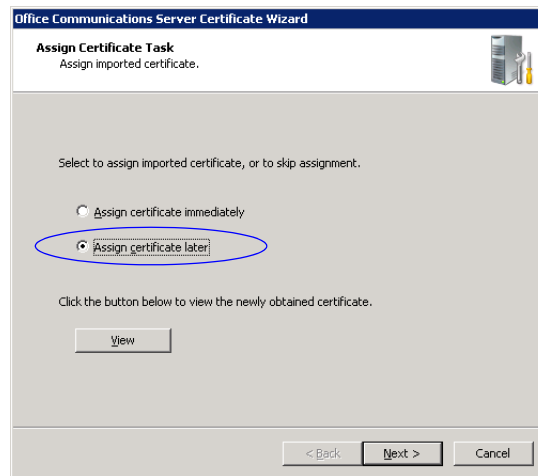 Office Communications Server Certificate Wizard
Assign Certificate Task
Assign imported certificate.
Select to assign imported certificate, or to skip assignment.
Assign certificate immediately
Assign certificate later
Click the button below to view the newly obtained certificate.
View
< Back Next > Cancel